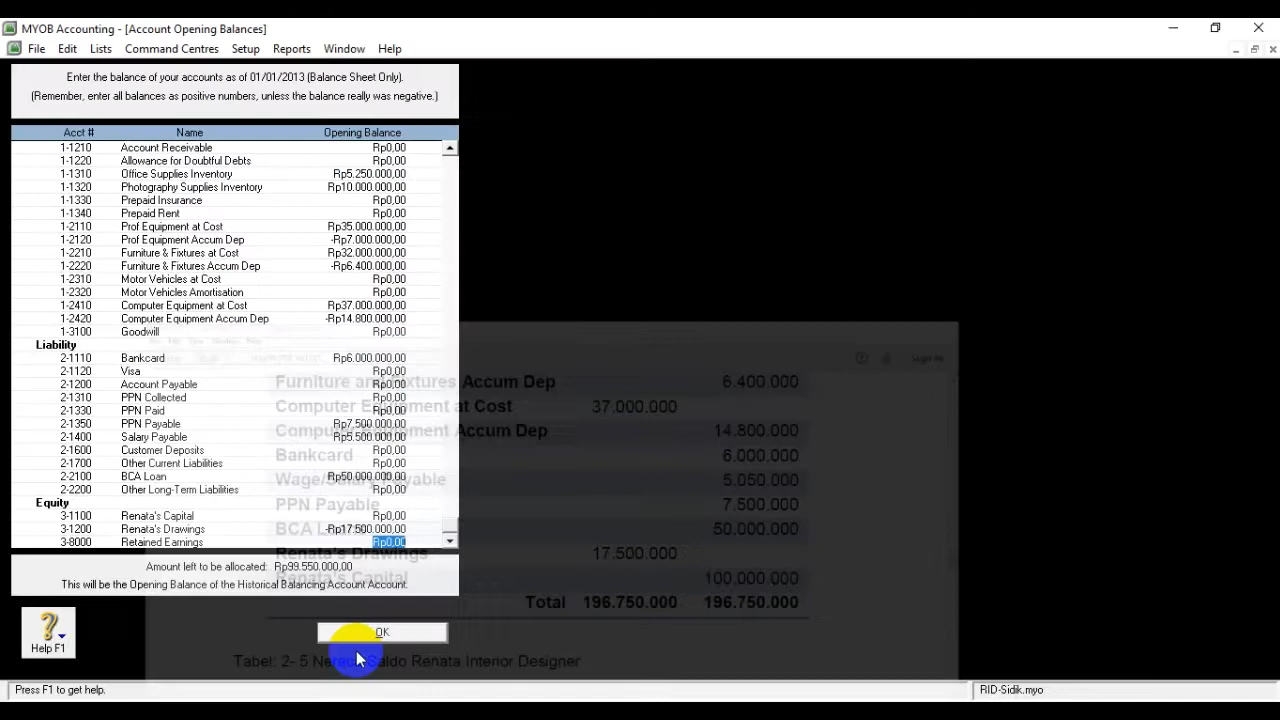 MYOB Accounting - [Account Opening Balances]
File Edit Lists Command Centres Setup Reports Window Help
Enter the balance of your accounts as of 01/01/2013 (Balance Sheet Only).
(Remember, enter all balances as positive numbers, unless the balance really was negative.)
Acct # Name Opening Balance
1-1210 Account Receivable Rp0,00
1-1220 Allowance for Doubtful Debts Rp0,00
1-1310 Office Supplies Inventory Rp5.250.000,00
1-1320 Photography Supplies Inventory Rp10.000.000,00
1-1330 Prepaid Insurance Rp0,00
1-1340 Prepaid Rent Rp0,00
1-2110 Prof Equipment at Cost Rp35.000.000,00
1-2120 Prof Equipment Accum Dep -Rp7.000.000,00
1-2210 Furniture & Fixtures at Cost Rp32.000.000,00
1-2220 Furniture & Fixtures Accum Dep -Rp6.400.000,00
1-2310 Motor Vehicles at Cost Rp0,00
1-2320 Motor Vehicles Amortisation Rp0,00
1-2410 Computer Equipment at Cost Rp37.000.000,00
1-2420 Computer Equipment Accum Dep -Rp14.800.000,00
1-3100 Goodwill Rp0,00
Liability
2-1110 Bankcard Rp6.000.000,00
2-1120 Visa Rp0,00
2-1200 Account Payable Rp0,00
2-1310 PPN Collected Rp0,00
2-1330 PPN Paid Rp0,00
2-1350 PPN Payable Rp7.500.000,00
2-1400 Salary Payable Rp5.500.000,00
2-1600 Customer Deposits Rp0,00
2-1700 Other Current Liabilities Rp0,00
2-2100 BCA Loan Rp50.000.000,00
2-2200 Other Long-Term Liabilities Rp0,00
Equity
3-1100 Renata's Capital Rp0,00
3-1200 Renata's Drawings -Rp17.500.000,00
3-8000 Retained Earnings Rp0,00
Amount left to be allocated: Rp99.550.000,00
This will be the Opening Balance of the Historical Balancing Account Account.
OK
Help F1
Furniture and Fixtures Accum Dep 6.400.000
Computer Equipment at Cost 37.000.000
Computer Equipment Accum Dep 14.800.000
Bankcard 6.000.000
Wage/Salary Payable 5.050.000
PPN Payable 7.500.000
BCA Loan 50.000.000
Renata's Drawings 17.500.000
Renata's Capital 100.000.000
Total 196.750.000 196.750.000
Tabel: 2- 5 Neraca Saldo Renata Interior Designer
Press F1 to get help. RID-Sidik.myo